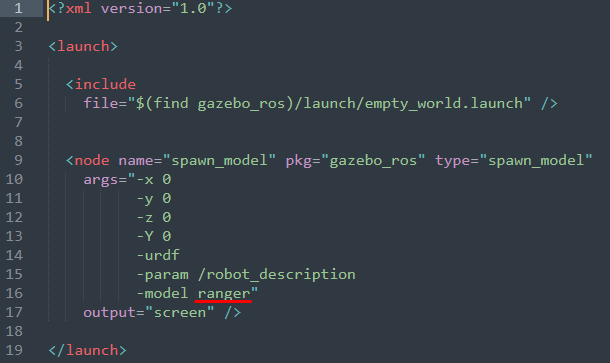 1 <?xml version="1.0"?>
2
3 <launch>
4
5 <include
6 file="$(find gazebo_ros)/launch/empty_world.launch" />
7
8
9 <node name="spawn_model" pkg="gazebo_ros" type="spawn_model"
10 args="-x 0
11 -y 0
12 -z 0
13 -Y 0
14 -urdf
15 -param /robot_description
16 -model ranger"
17 output="screen" />
18
19 </launch>